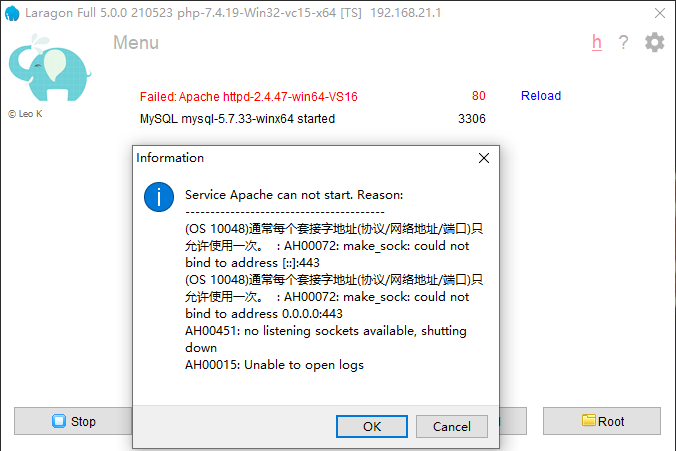 Laragon Full 5.0.0 210523 php-7.4.19-Win32-vc15-x64 [TS] 192.168.21.1
Menu
h ?
© Leo K
Failed: Apache httpd-2.4.47-win64-VS16 80 Reload
MySQL mysql-5.7.33-winx64 started 3306
Information
Service Apache can not start. Reason:
----------------------------------------
(OS 10048)通常每个套接字地址(协议/网络地址/端口)只
允许使用一次。 : AH00072: make_sock: could not
bind to address [::]:443
(OS 10048)通常每个套接字地址(协议/网络地址/端口)只
允许使用一次。 : AH00072: make_sock: could not
bind to address 0.0.0.0:443
AH00451: no listening sockets available, shutting
down
AH00015: Unable to open logs
OK Cancel
Stop Root